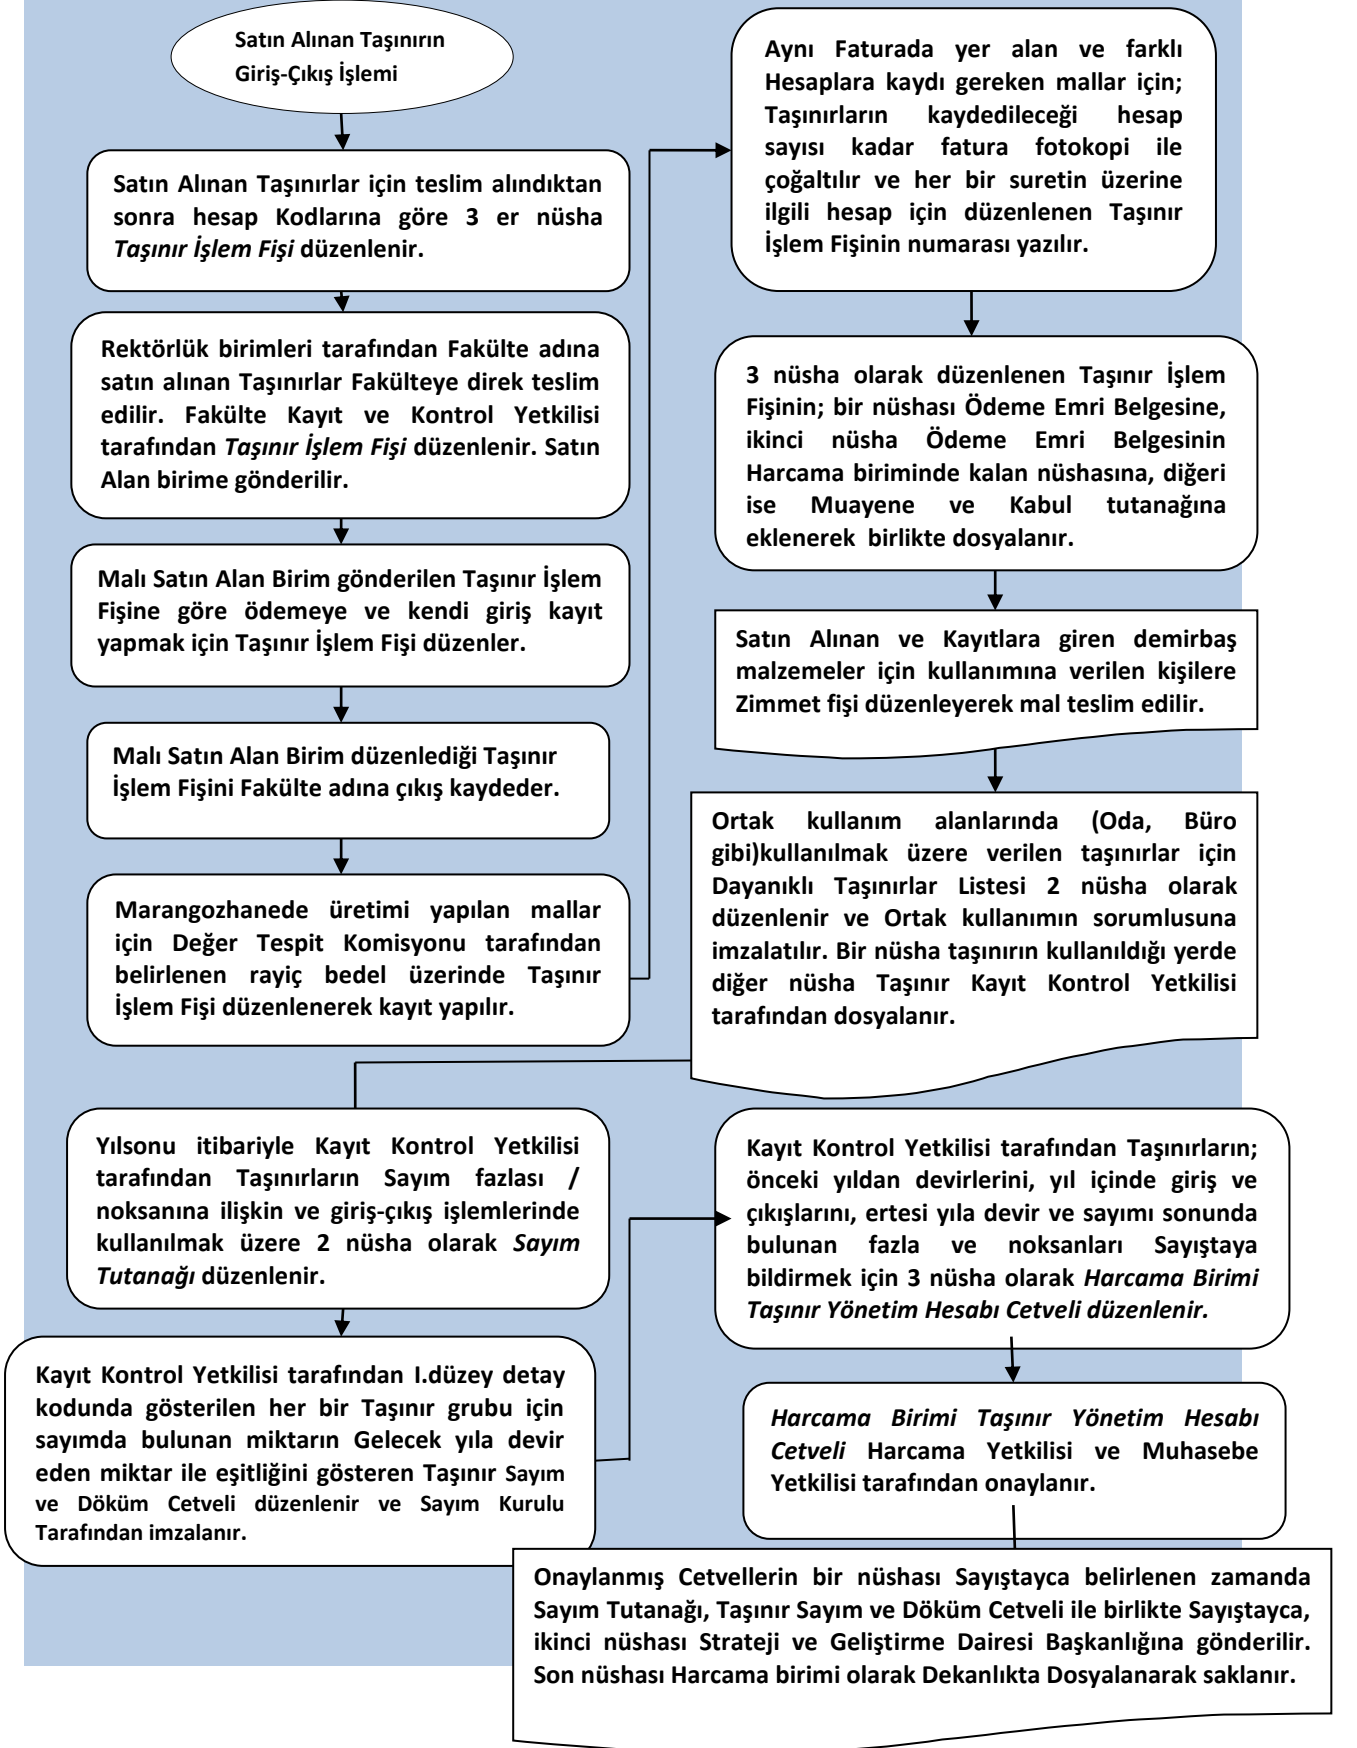 Satın Alınan Taşınırın
Giriş-Çıkış İşlemi
Satın Alınan Taşınırlar için teslim alındıktan
sonra hesap Kodlarına göre 3 er nüsha
Taşınır İşlem Fişi düzenlenir.
Rektörlük birimleri tarafından Fakülte adına
satın alınan Taşınırlar Fakülteye direk teslim
edilir. Fakülte Kayıt ve Kontrol Yetkilisi
tarafından Taşınır İşlem Fişi düzenlenir. Satın
Alan birime gönderilir.
Malı Satın Alan Birim gönderilen Taşınır İşlem
Fişine göre ödemeye ve kendi giriş kayıt
yapmak için Taşınır İşlem Fişi düzenler.
Malı Satın Alan Birim düzenlediği Taşınır
İşlem Fişini Fakülte adına çıkış kaydeder.
Marangozhanede üretimi yapılan mallar
için Değer Tespit Komisyonu tarafından
belirlenen rayiç bedel üzerinde Taşınır
İşlem Fişi düzenlenerek kayıt yapılır.
Aynı Faturada yer alan ve farklı
Hesaplara kaydı gereken mallar için;
Taşınırların kaydedileceği hesap
sayısı kadar fatura fotokopi ile
çoğaltılır ve her bir suretin üzerine
ilgili hesap için düzenlenen Taşınır
İşlem Fişinin numarası yazılır.
3 nüsha olarak düzenlenen Taşınır İşlem
Fişinin; bir nüshası Ödeme Emri Belgesine,
ikinci nüsha Ödeme Emri Belgesinin
Harcama biriminde kalan nüshasına, diğeri
ise Muayene ve Kabul tutanağına
eklenerek birlikte dosyalanır.
Satın Alınan ve Kayıtlara giren demirbaş
malzemeler için kullanımına verilen kişilere
Zimmet fişi düzenleyerek mal teslim edilir.
Ortak kullanım alanlarında (Oda, Büro
gibi)kullanılmak üzere verilen taşınırlar için
Dayanıklı Taşınırlar Listesi 2 nüsha olarak
düzenlenir ve Ortak kullanımın sorumlusuna
imzalatılır. Bir nüsha taşınırın kullanıldığı yerde
diğer nüsha Taşınır Kayıt Kontrol Yetkilisi
tarafından dosyalanır.
Yılsonu itibariyle Kayıt Kontrol Yetkilisi
tarafından Taşınırların Sayım fazlası /
noksanına ilişkin ve giriş-çıkış işlemlerinde
kullanılmak üzere 2 nüsha olarak Sayım
Tutanağı düzenlenir.
Kayıt Kontrol Yetkilisi tarafından I.düzey detay
kodunda gösterilen her bir Taşınır grubu için
sayımda bulunan miktarın Gelecek yıla devir
eden miktar ile eşitliğini gösteren Taşınır Sayım
ve Döküm Cetveli düzenlenir ve Sayım Kurulu
Tarafından imzalanır.
Kayıt Kontrol Yetkilisi tarafından Taşınırların;
önceki yıldan devirlerini, yıl içinde giriş ve
çıkışlarını, ertesi yıla devir ve sayımı sonunda
bulunan fazla ve noksanları Sayıştaya
bildirmek için 3 nüsha olarak Harcama Birimi
Taşınır Yönetim Hesabı Cetveli düzenlenir.
Harcama Birimi Taşınır Yönetim Hesabı
Cetveli Harcama Yetkilisi ve Muhasebe
Yetkilisi tarafından onaylanır.
Onaylanmış Cetvellerin bir nüshası Sayıştayca belirlenen zamanda
Sayım Tutanağı, Taşınır Sayım ve Döküm Cetveli ile birlikte Sayıştayca,
ikinci nüshası Strateji ve Geliştirme Dairesi Başkanlığına gönderilir.
Son nüshası Harcama birimi olarak Dekanlıkta Dosyalanarak saklanır.